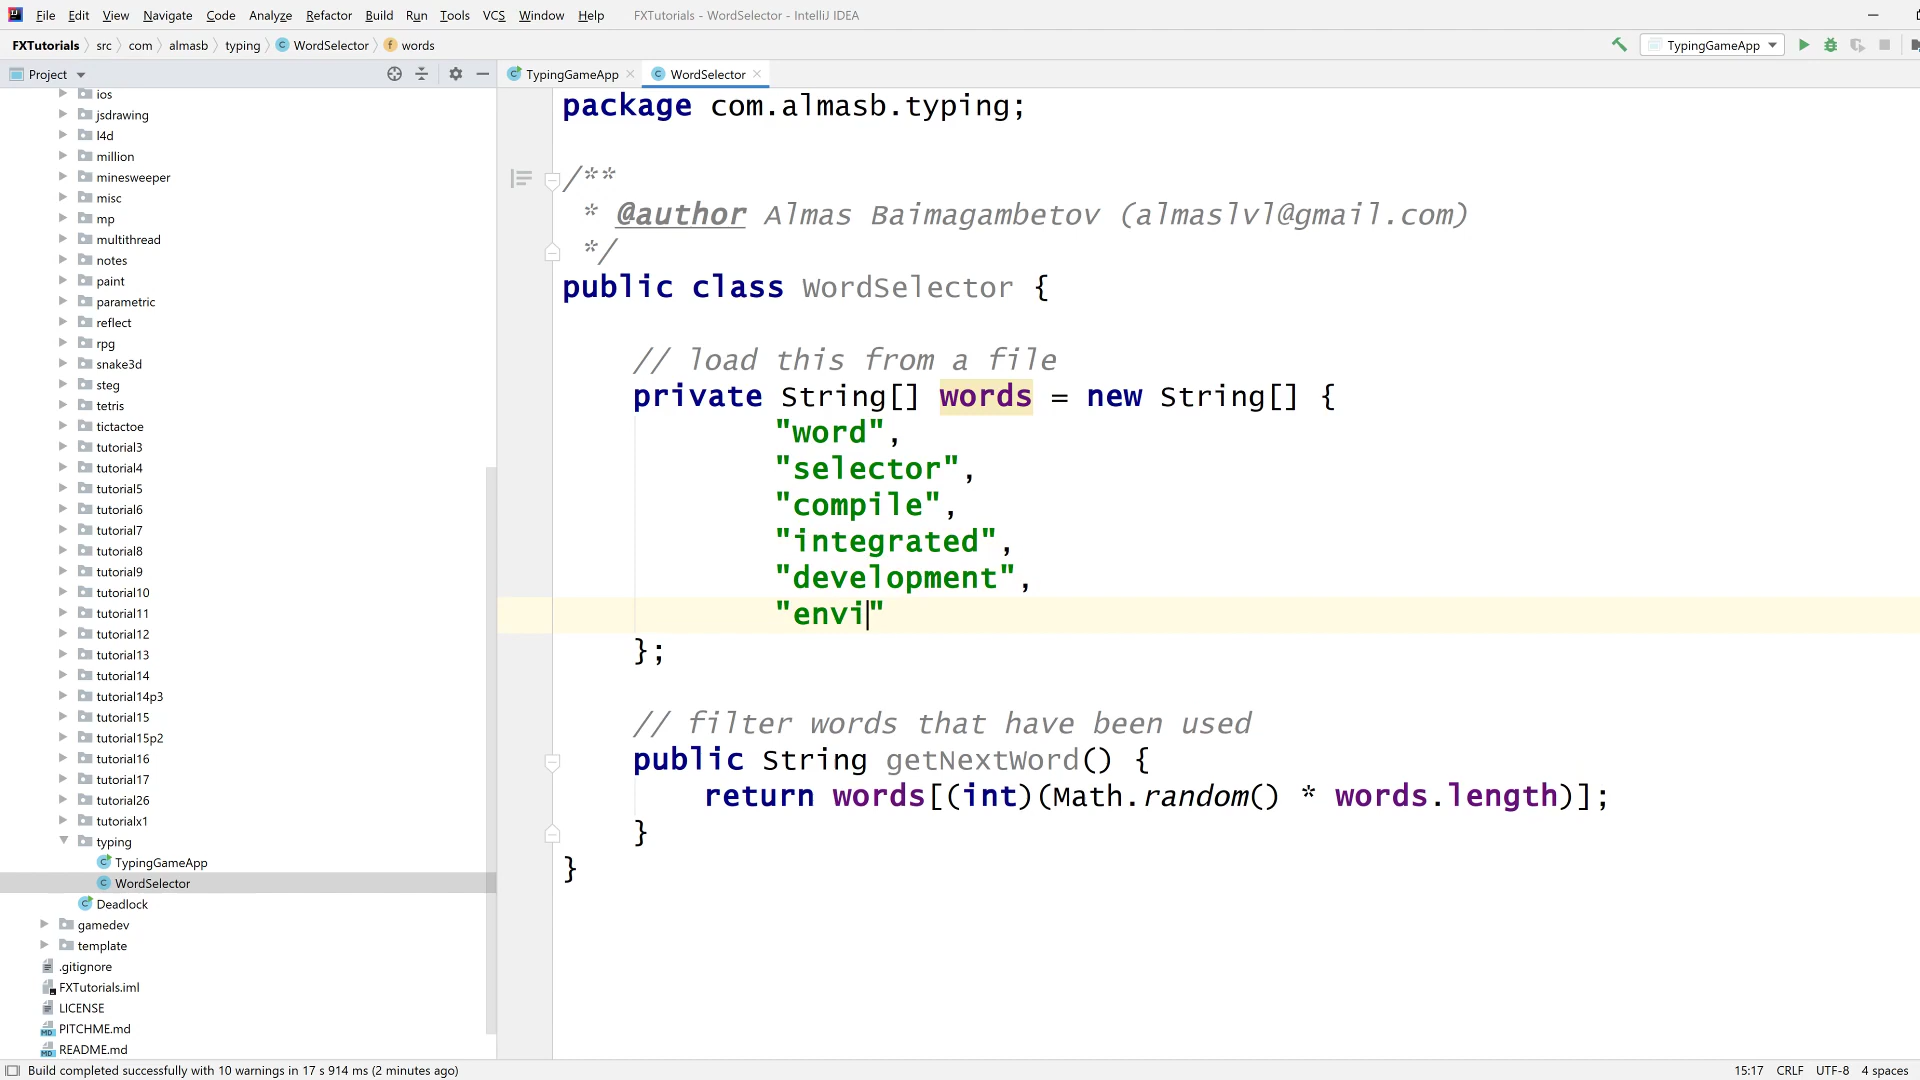 File Edit View Navigate Code Analyze Refactor Build Run Tools VCS Window Help FXTutorials - WordSelector - IntelliJ IDEA
FXTutorials src com almasb typing WordSelector words TypingGameApp
Project
ios
jsdrawing
l4d
million
minesweeper
misc
mp
multithread
notes
paint
parametric
reflect
rpg
snake3d
steg
tetris
tictactoe
tutorial3
tutorial4
tutorial5
tutorial6
tutorial7
tutorial8
tutorial9
tutorial10
tutorial11
tutorial12
tutorial13
tutorial14
tutorial14p3
tutorial15
tutorial15p2
tutorial16
tutorial17
tutorial26
tutorialx1
typing
TypingGameApp
WordSelector
Deadlock
gamedev
template
.gitignore
FXTutorials.iml
LICENSE
PITCHME.md
README.md
TypingGameApp WordSelector
package com.almasb.typing;
/**
* @author Almas Baimagambetov (almaslvl@gmail.com)
*/
public class WordSelector {
// load this from a file
private String[] words = new String[] {
"word",
"selector",
"compile",
"integrated",
"development",
"envi"
};
// filter words that have been used
public String getNextWord() {
return words[(int)(Math.random() * words.length)];
}
}
Build completed successfully with 10 warnings in 17 s 914 ms (2 minutes ago) 15:17 CRLF UTF-8 4 spaces